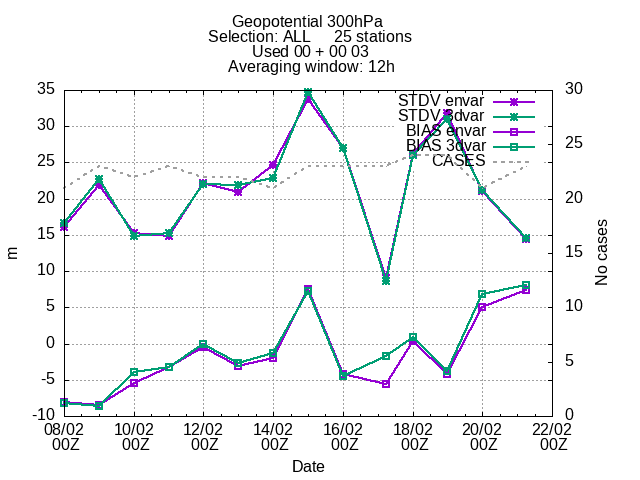 Geopotential 300hPa
Selection: ALL 25 stations
Used 00 + 00 03
Averaging window: 12h
35
30
25
20
15
10
5
0
-5
-10
m
30
25
20
15
10
5
0
No cases
STDV envar
STDV 3dvar
BIAS envar
BIAS 3dvar
CASES
08/02 10/02 12/02 14/02 16/02 18/02 20/02 22/02
00Z 00Z 00Z 00Z 00Z 00Z 00Z 00Z
Date